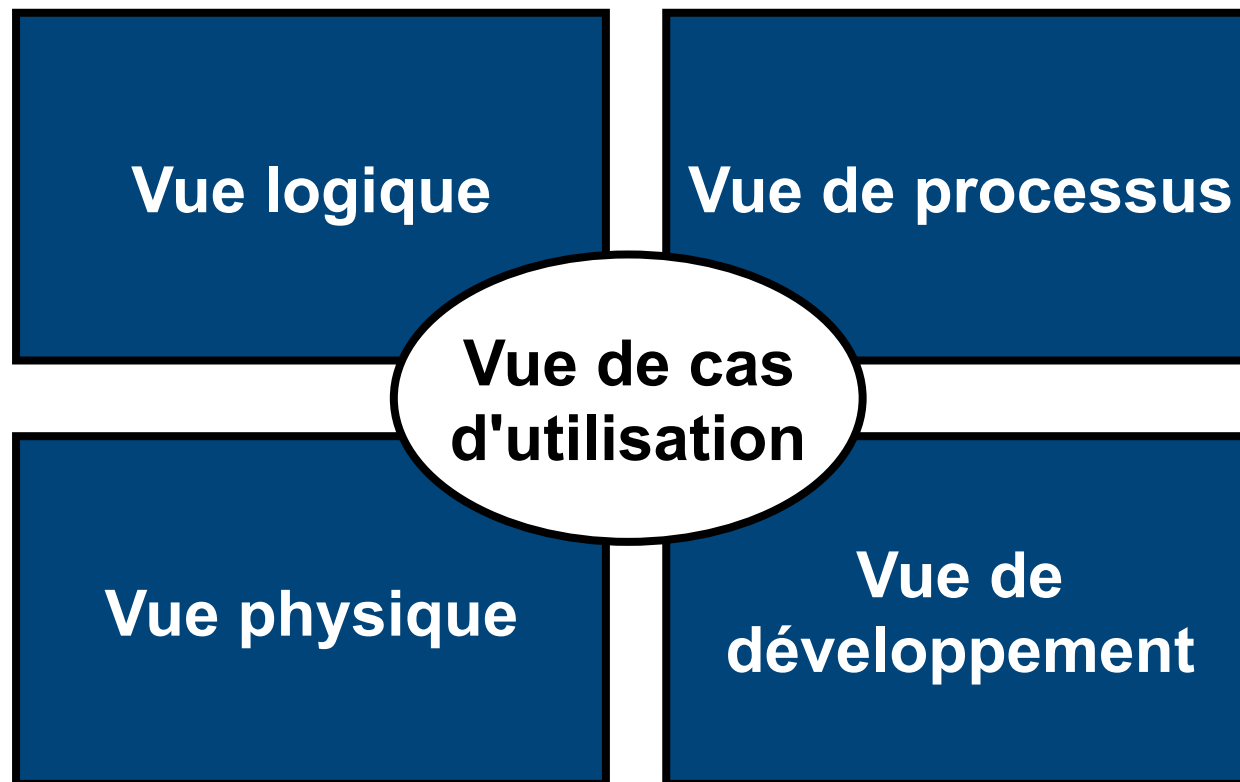 Vue logique
Vue de processus
Vue de cas
d'utilisation
Vue physique
Vue de
développement